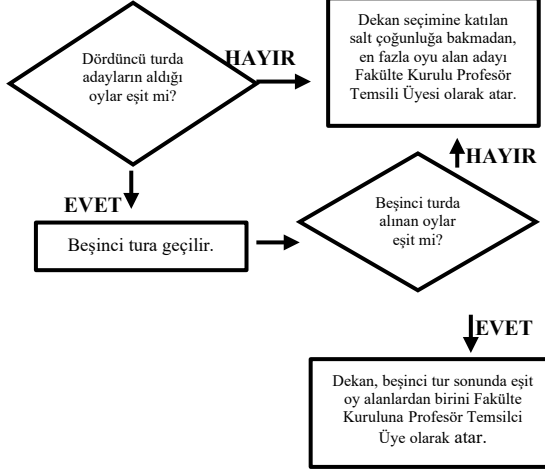 Dördüncü turda
adayların aldığı
oylar eşit mi?
HAYIR
Dekan seçimine katılan
salt çoğunluğa bakmadan,
en fazla oyu alan adayı
Fakülte Kurulu Profesör
Temsili Üyesi olarak atar.
EVET
HAYIR
Beşinci tura geçilir.
Beşinci turda
alınan oylar
eşit mi?
EVET
Dekan, beşinci tur sonunda eşit
oy alanlardan birini Fakülte
Kuruluna Profesör Temsilci
Üye olarak atar.